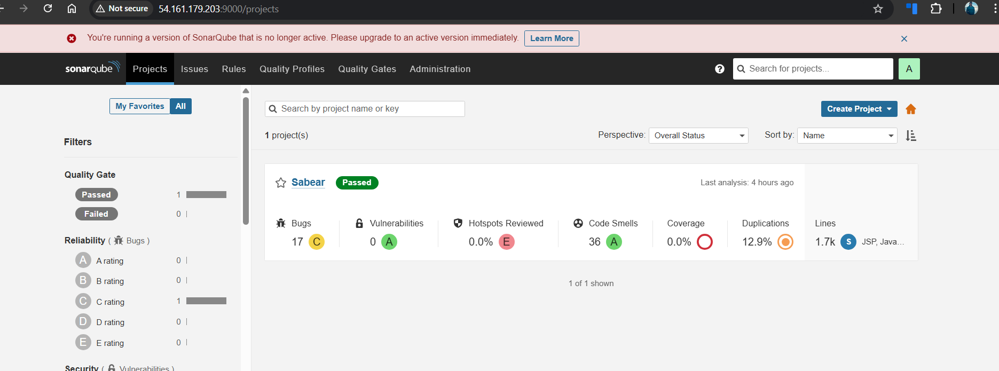 Not secure 54.161.179.203:9000/projects
You're running a version of SonarQube that is no longer active. Please upgrade to an active version immediately. Learn More
sonarqube Projects Issues Rules Quality Profiles Quality Gates Administration ? Search for projects... A
My Favorites All
Search by project name or key
Create Project
1 project(s)
Perspective: Overall Status
Sort by: Name
Filters
Quality Gate
Passed 1
Failed 0
Reliability ( Bugs )
A A rating 0
B B rating 0
C C rating 1
D D rating 0
E E rating 0
Security ( Vulnerabilities )
Sabear Passed
Last analysis: 4 hours ago
Bugs
17 C
Vulnerabilities
0 A
Hotspots Reviewed
0.0% E
Code Smells
36 A
Coverage
0.0%
Duplications
12.9%
Lines
1.7k S JSP, Java...
1 of 1 shown